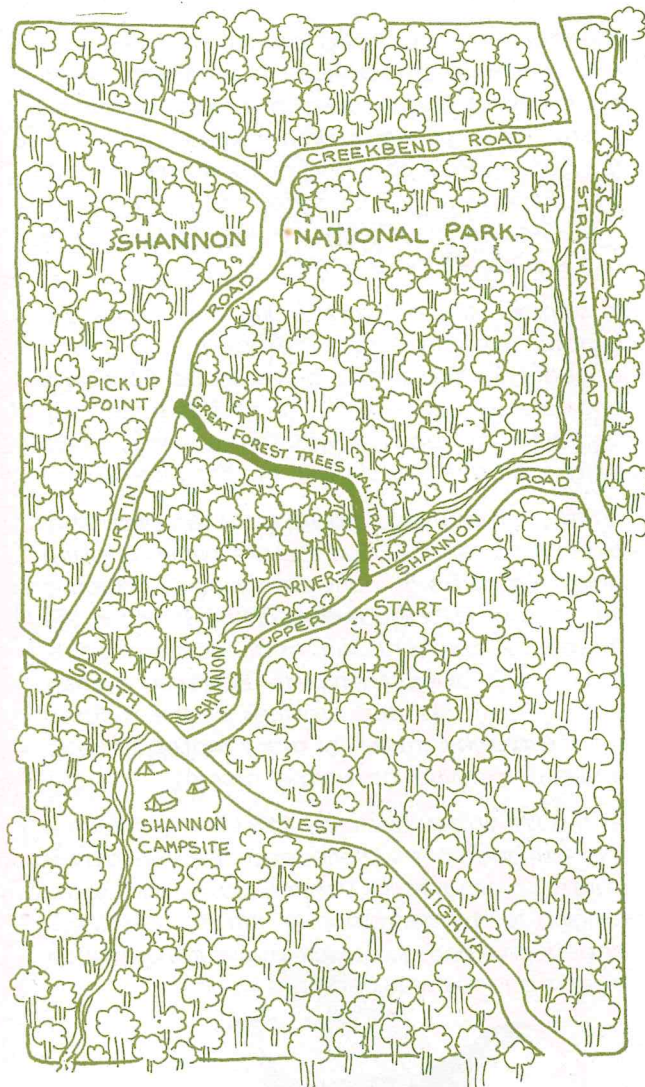 CREEKBEND ROAD
STRACHAN ROAD
SHANNON NATIONAL PARK
CURTIN ROAD
PICK UP
POINT
GREAT FOREST TREES WALK TRAIL
UPPER SHANNON ROAD
SHANNON RIVER
START
SOUTH WEST HIGHWAY
SHANNON
CAMPSITE